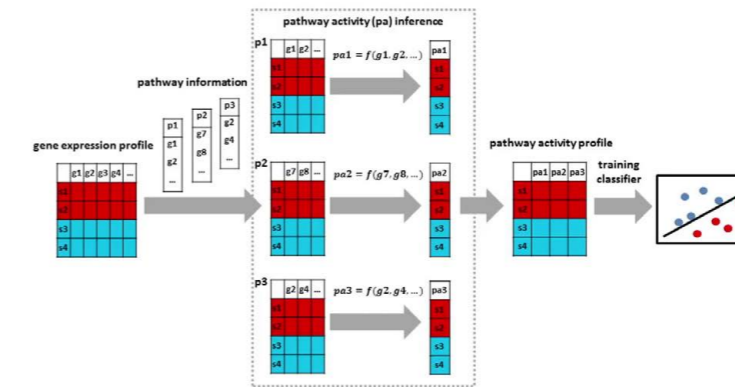 pathway activity (pa) inference
pathway information
gene expression profile
g1 g2 g3 g4 ...
s1
s2
s3
s4
p1
g1
g2
...
p2
g7
g8
...
p3
g2
g4
...
p1
g1 g2 ...
s1
s2
s3
s4
pa1 = f(g1, g2, ...)
pa1
s1
s2
s3
s4
p2
g7 g8 ...
s1
s2
s3
s4
pa2 = f(g7, g8, ...)
pa2
s1
s2
s3
s4
p3
g2 g4 ...
s1
s2
s3
s4
pa3 = f(g2, g4, ...)
pa3
s1
s2
s3
s4
pathway activity profile
pa1 pa2 pa3
s1
s2
s3
s4
training
classifier